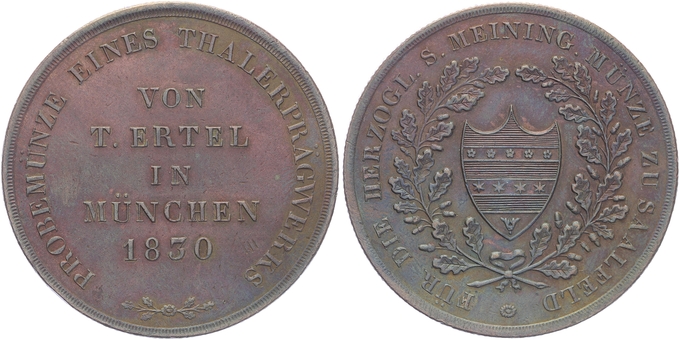 PROBEMÜNZE EINES THALERPRÄGWERKS
VON
T. ERTEL
IN
MÜNCHEN
1830
FÜR DIE HERZOGL. S. MEINING. MÜNZE ZU SAALFELD